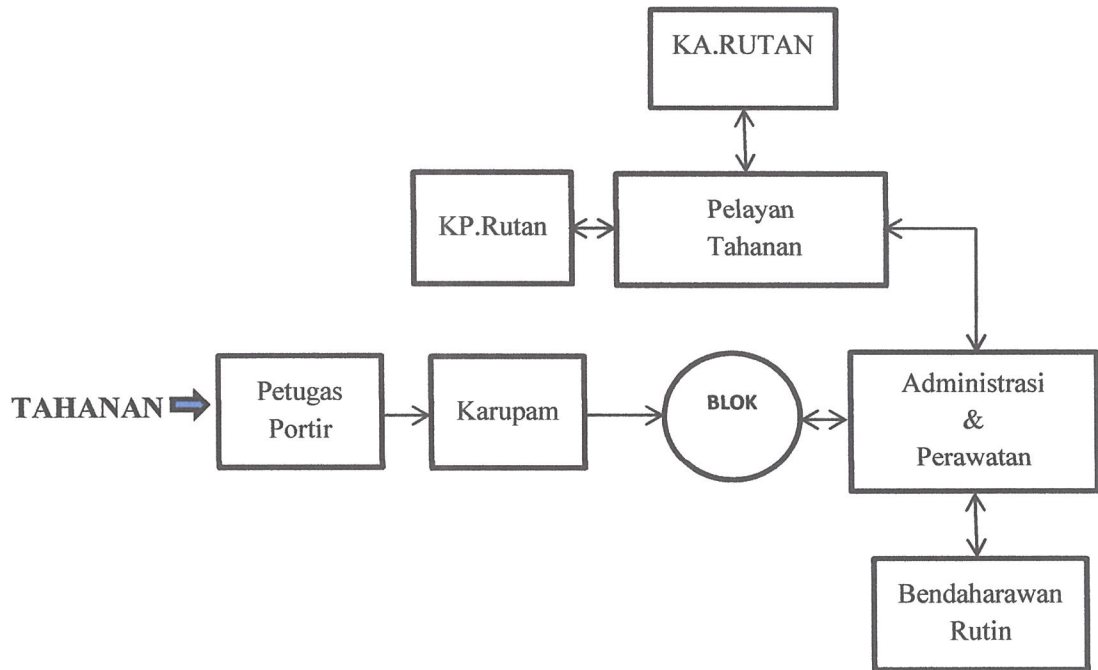 KA.RUTAN
KP.Rutan
Pelayan
Tahanan
TAHANAN
Petugas
Portir
Karupam
BLOK
Administrasi
&
Perawatan
Bendaharawan
Rutin